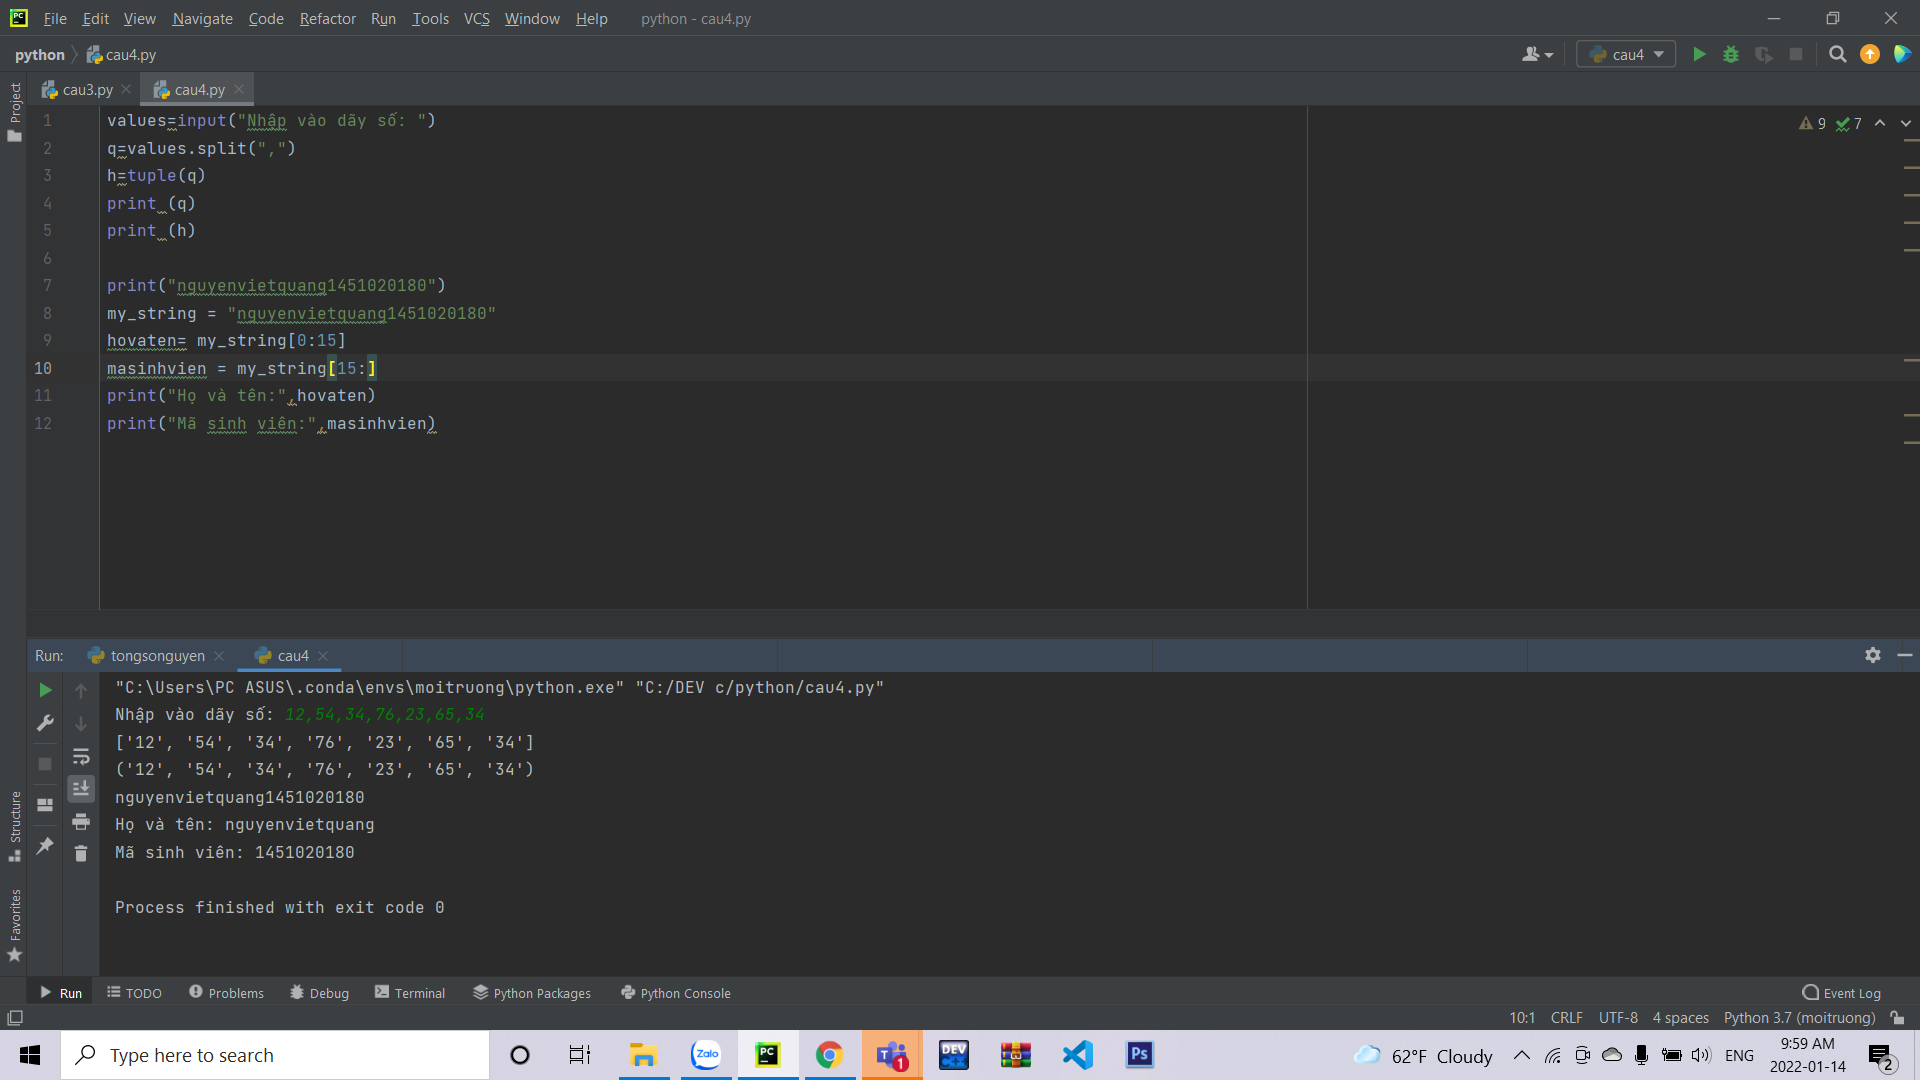 File Edit View Navigate Code Refactor Run Tools VCS Window Help python - cau4.py
python cau4.py cau4
Project
cau3.py cau4.py
1 values=input("Nhập vào dãy số: ") 9 7
2 q=values.split(",")
3 h=tuple(q)
4 print (q)
5 print (h)
6
7 print("nguyenvietquang1451020180")
8 my_string = "nguyenvietquang1451020180"
9 hovaten= my_string[0:15]
10 masinhvien = my_string[15:]
11 print("Họ và tên:",hovaten)
12 print("Mã sinh viên:",masinhvien)
Run: tongsonguyen cau4
"C:\Users\PC ASUS\.conda\envs\moitruong\python.exe" "C:/DEV c/python/cau4.py"
Nhập vào dãy số: 12,54,34,76,23,65,34
['12', '54', '34', '76', '23', '65', '34']
('12', '54', '34', '76', '23', '65', '34')
nguyenvietquang1451020180
Họ và tên: nguyenvietquang
Mã sinh viên: 1451020180
Process finished with exit code 0
Structure
Favorites
Run TODO Problems Debug Terminal Python Packages Python Console Event Log
10:1 CRLF UTF-8 4 spaces Python 3.7 (moitruong)
Type here to search
Zalo PC T 1 DEV C++ Ps
62°F Cloudy ENG
9:59 AM
2022-01-14
2